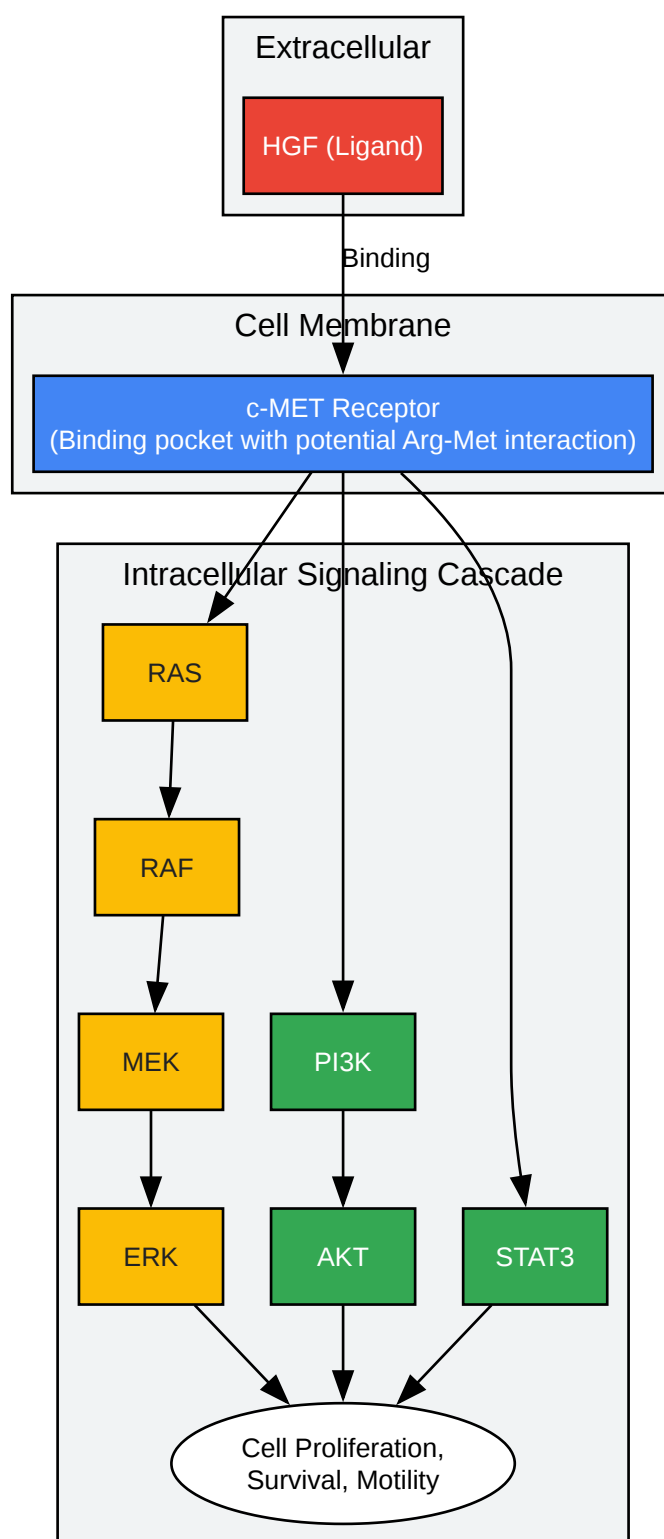 Extracellular
HGF (Ligand)
Binding
Cell Membrane
c-MET Receptor
(Binding pocket with potential Arg-Met interaction)
Intracellular Signaling Cascade
RAS
RAF
MEK
PI3K
ERK
AKT
STAT3
Cell Proliferation,
Survival, Motility